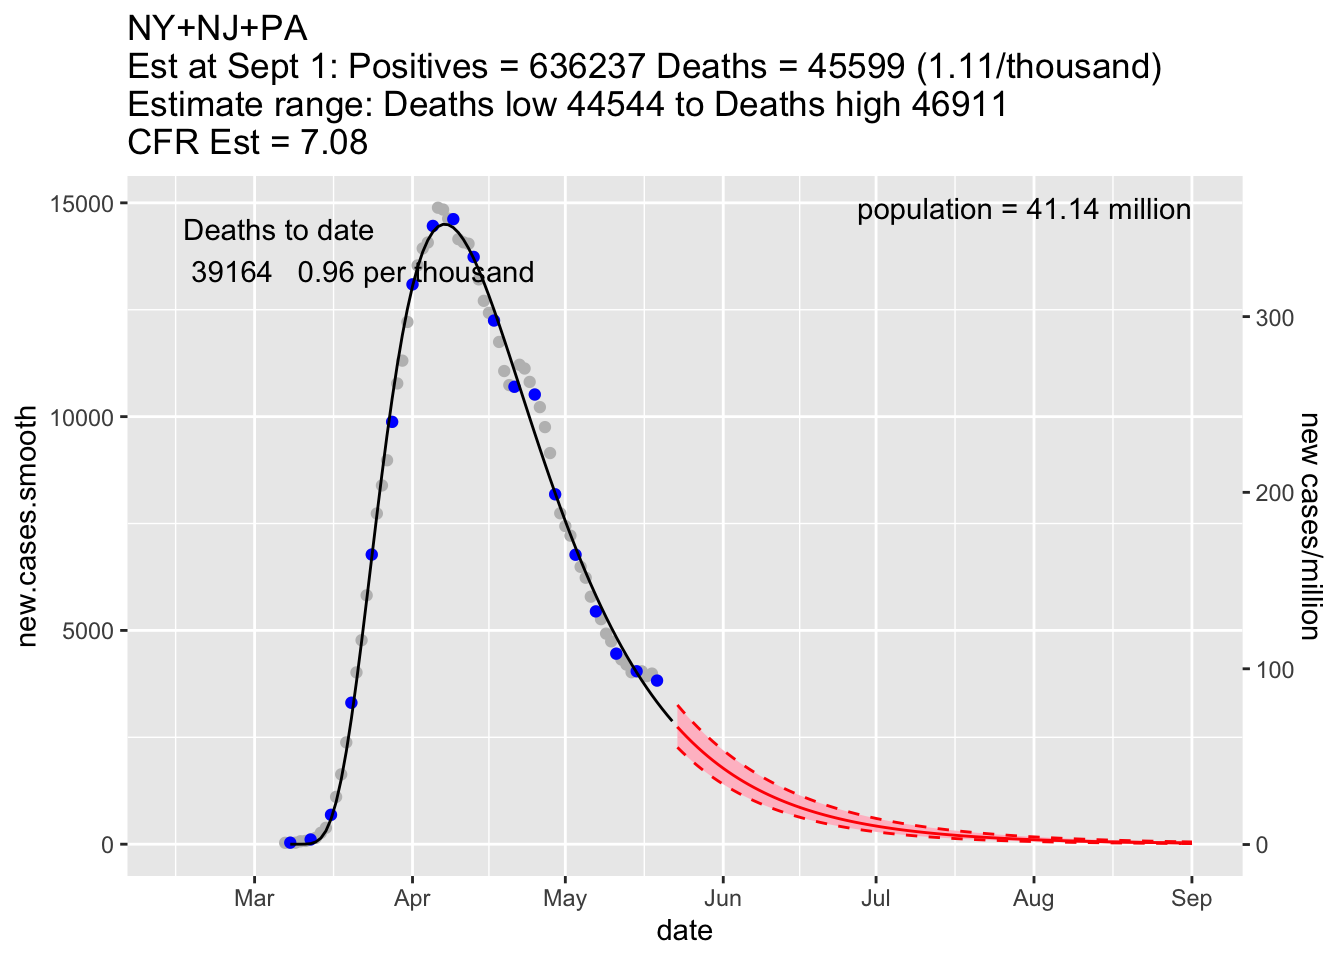 NY+NJ+PA
Est at Sept 1: Positives = 636237 Deaths = 45599 (1.11/thousand)
Estimate range: Deaths low 44544 to Deaths high 46911
CFR Est = 7.08
15000
10000
5000
0
new.cases.smooth
Deaths to date
39164 0.96 per thousand
population = 41.14 million
300
200
100
0
new cases/million
Mar Apr May Jun Jul Aug Sep
date